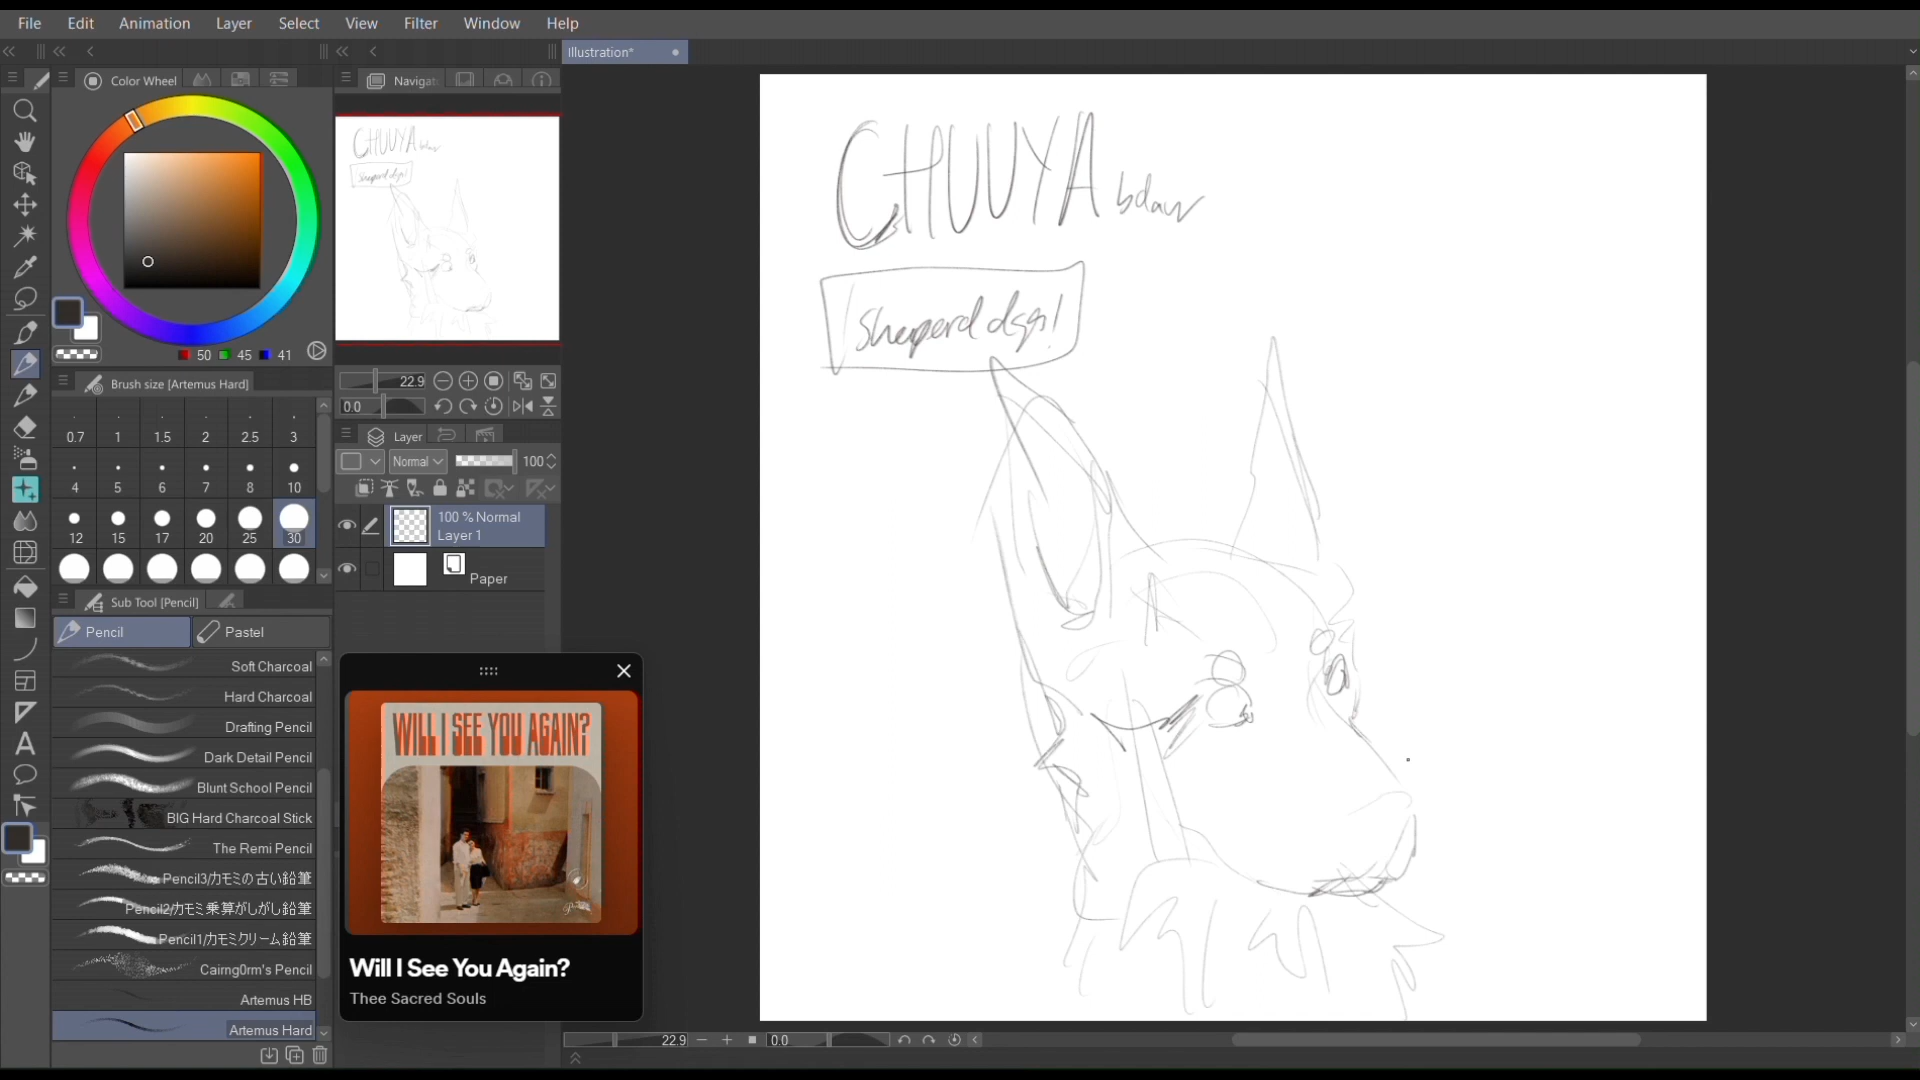 File Edit Animation Layer Select View Filter Window Help
Illustration*
Color Wheel
Navigat
CHUUYA bdaw
Sheperd dsgn!
50 45 41
22.9
0.0
Brush size [Artemus Hard]
0.7 1 1.5 2 2.5 3
4 5 6 7 8 10
12 15 17 20 25 30
Layer
Normal 100
100 % Normal
Layer 1
Paper
Sub Tool [Pencil]
Pencil Pastel
Soft Charcoal
Hard Charcoal
Drafting Pencil
Dark Detail Pencil
Blunt School Pencil
BIG Hard Charcoal Stick
The Remi Pencil
Pencil3/カモミの古い鉛筆
Pencil2/カモミ乗算がしがし鉛筆
Pencil1/カモミクリーム鉛筆
Cairng0rm's Pencil
Artemus HB
Artemus Hard
WILL I SEE YOU AGAIN?
Will I See You Again?
Thee Sacred Souls
22.9 0.0